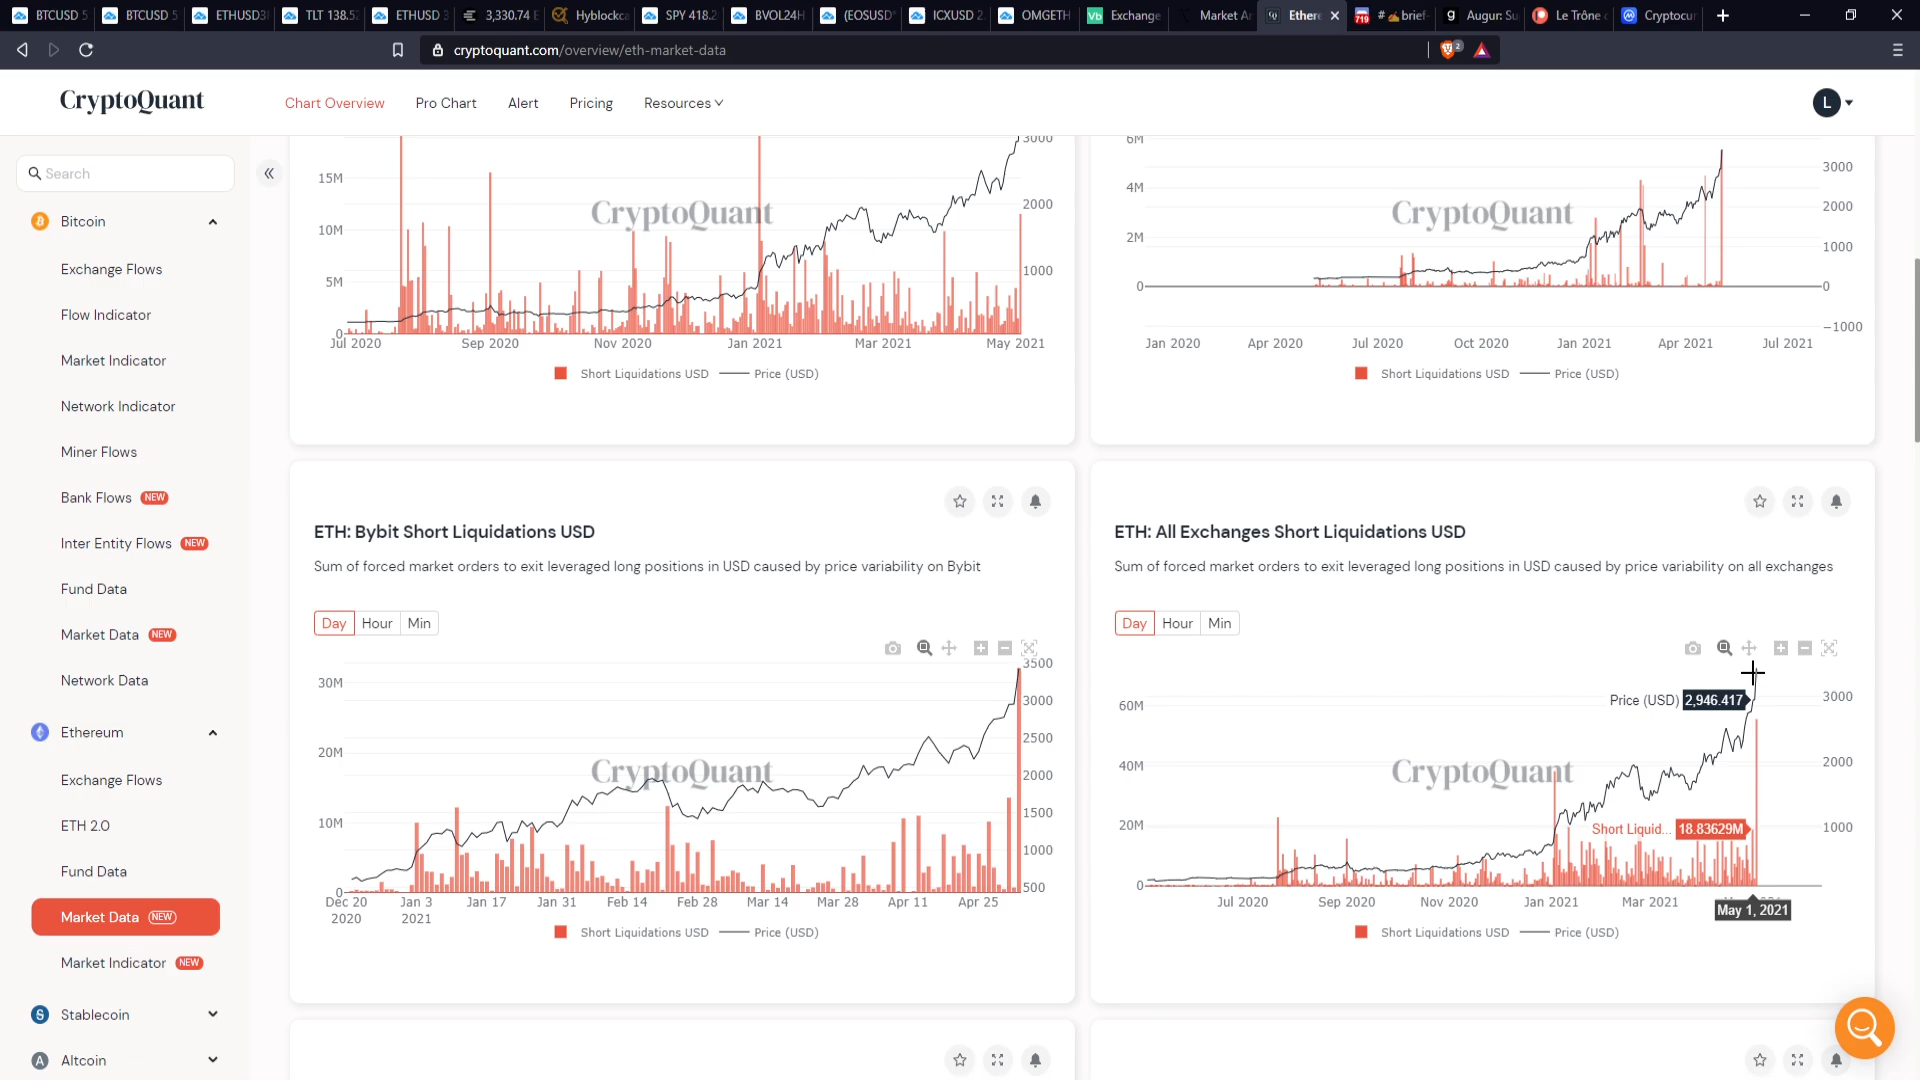 BTCUSD 5
BTCUSD 5
ETHUSD3
TLT 138.5
ETHUSD 3
3,330.74 E
Hyblockca
SPY 418.2
BVOL24H
(EOSUSD
ICXUSD 2.
OMGETH
Vb Exchange
Market Ar
Ethere
719 # brief-
g Augur: Su
Le Trône
Cryptocur
cryptoquant.com/overview/eth-market-data
2
CryptoQuant
Chart Overview
Pro Chart
Alert
Pricing
Resources
L
Search
Bitcoin
Exchange Flows
Flow Indicator
Market Indicator
Network Indicator
Miner Flows
Bank Flows NEW
Inter Entity Flows NEW
Fund Data
Market Data NEW
Network Data
Ethereum
Exchange Flows
ETH 2.0
Fund Data
Market Data NEW
Market Indicator NEW
Stablecoin
Altcoin
15M
10M
5M
0
3000
2000
1000
CryptoQuant
Jul 2020 Sep 2020 Nov 2020 Jan 2021 Mar 2021 May 2021
Short Liquidations USD Price (USD)
6M
4M
2M
0
3000
2000
1000
0
−1000
CryptoQuant
Jan 2020 Apr 2020 Jul 2020 Oct 2020 Jan 2021 Apr 2021 Jul 2021
Short Liquidations USD Price (USD)
ETH: Bybit Short Liquidations USD
Sum of forced market orders to exit leveraged long positions in USD caused by price variability on Bybit
Day Hour Min
30M
20M
10M
0
3500
3000
2500
2000
1500
1000
500
CryptoQuant
Dec 20 Jan 3 Jan 17 Jan 31 Feb 14 Feb 28 Mar 14 Mar 28 Apr 11 Apr 25
2020 2021
Short Liquidations USD Price (USD)
ETH: All Exchanges Short Liquidations USD
Sum of forced market orders to exit leveraged long positions in USD caused by price variability on all exchanges
Day Hour Min
60M
40M
20M
0
3000
2000
1000
Price (USD) 2,946.417
CryptoQuant
Short Liquid... 18.83629M
Jul 2020 Sep 2020 Nov 2020 Jan 2021 Mar 2021
May 1, 2021
Short Liquidations USD Price (USD)